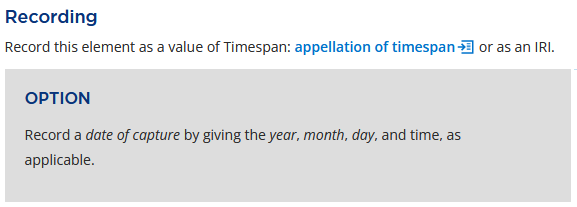 Recording
Record this element as a value of Timespan: appellation of timespan or as an IRI.
OPTION
Record a date of capture by giving the year, month, day, and time, as
applicable.